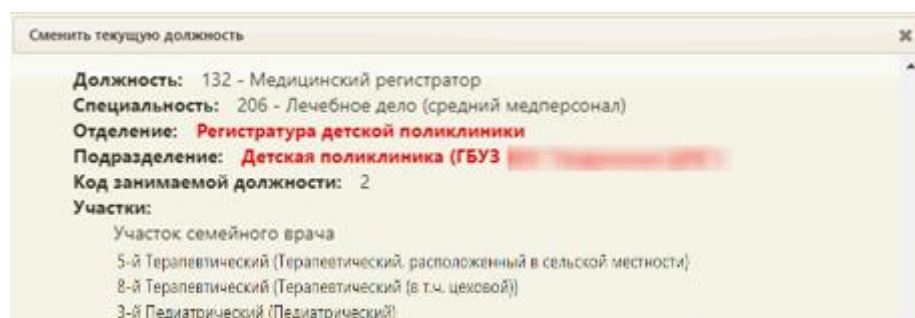 Сменить текущую должность
Должность: 132 - Медицинский регистратор
Специальность: 206 - Лечебное дело (средний медперсонал)
Отделение: Регистратура детской поликлиники
Подразделение: Детская поликлиника (ГБУЗ
Код занимаемой должности: 2
Участки:
Участок семейного врача
5-й Терапевтический (Терапевтический, расположенный в сельской местности)
8-й Терапевтический (Терапевтический (в т.ч. цеховой))
3-й Педиатрический (Педиатрический)